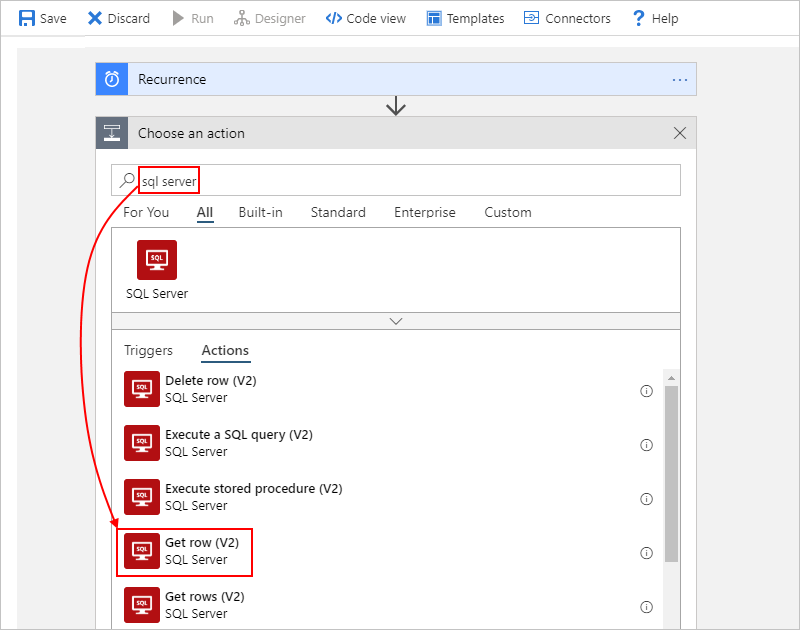 Save Discard Run Designer Code view Templates Connectors Help
Recurrence
Choose an action
sql server
For You All Built-in Standard Enterprise Custom
SQL
SQL Server
Triggers Actions
SQL
Delete row (V2)
SQL Server
SQL
Execute a SQL query (V2)
SQL Server
SQL
Execute stored procedure (V2)
SQL Server
SQL
Get row (V2)
SQL Server
SQL
Get rows (V2)
SQL Server